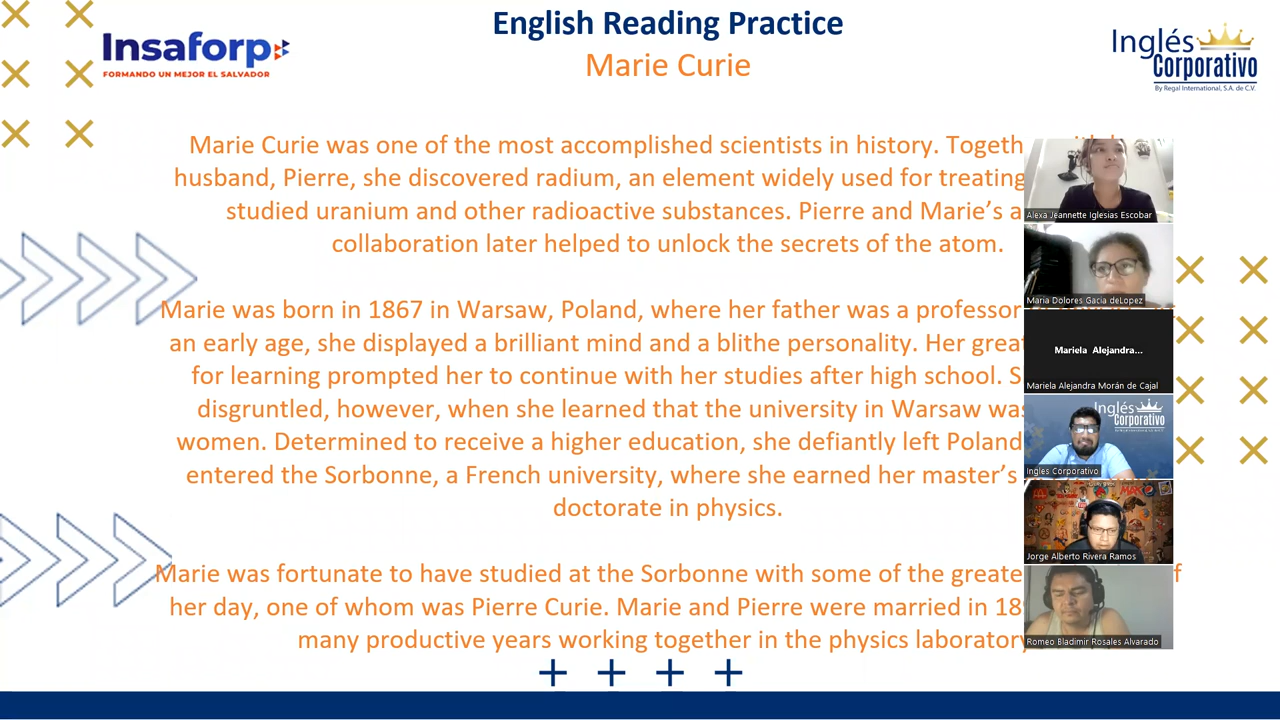 English Reading Practice
Marie Curie
Insaforp
FORMANDO UN MEJOR EL SALVADOR
Inglés
Corporativo
By Regal International, S.A. de C.V.
Marie Curie was one of the most accomplished scientists in history. Togeth
husband, Pierre, she discovered radium, an element widely used for treating
studied uranium and other radioactive substances. Pierre and Marie’s a
collaboration later helped to unlock the secrets of the atom.
Marie was born in 1867 in Warsaw, Poland, where her father was a professor
an early age, she displayed a brilliant mind and a blithe personality. Her great
for learning prompted her to continue with her studies after high school. S
disgruntled, however, when she learned that the university in Warsaw was
women. Determined to receive a higher education, she defiantly left Poland
entered the Sorbonne, a French university, where she earned her master’s
doctorate in physics.
Marie was fortunate to have studied at the Sorbonne with some of the greate f
her day, one of whom was Pierre Curie. Marie and Pierre were married in 18
many productive years working together in the physics laboratory
Alexa Jeannette Iglesias Escobar
Maria Dolores Gacia deLopez
Mariela Alejandra...
Mariela Alejandra Morán de Cajal
Inglés
Corporativo
Ingles Corporativo
Jorge Alberto Rivera Ramos
Romeo Bladimir Rosales Alvarado